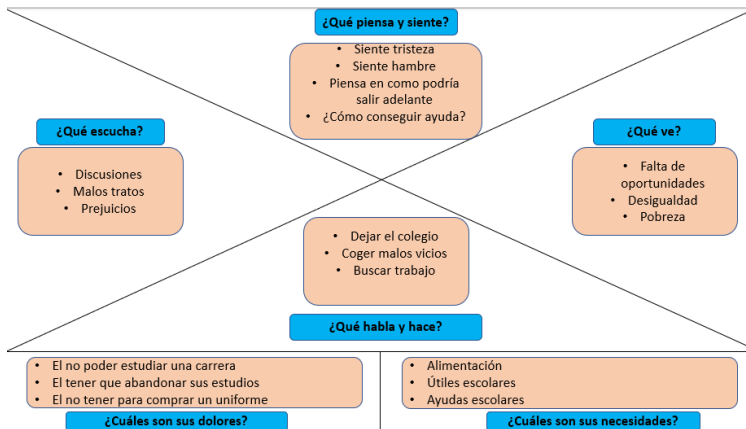 ¿Qué piensa y siente?
• Siente tristeza
• Siente hambre
• Piensa en como podría
salir adelante
• ¿Cómo conseguir ayuda?
¿Qué escucha?
• Discusiones
• Malos tratos
• Prejuicios
¿Qué ve?
• Falta de
oportunidades
• Desigualdad
• Pobreza
• Dejar el colegio
• Coger malos vicios
• Buscar trabajo
¿Qué habla y hace?
• El no poder estudiar una carrera
• El tener que abandonar sus estudios
• El no tener para comprar un uniforme
¿Cuáles son sus dolores?
• Alimentación
• Útiles escolares
• Ayudas escolares
¿Cuáles son sus necesidades?